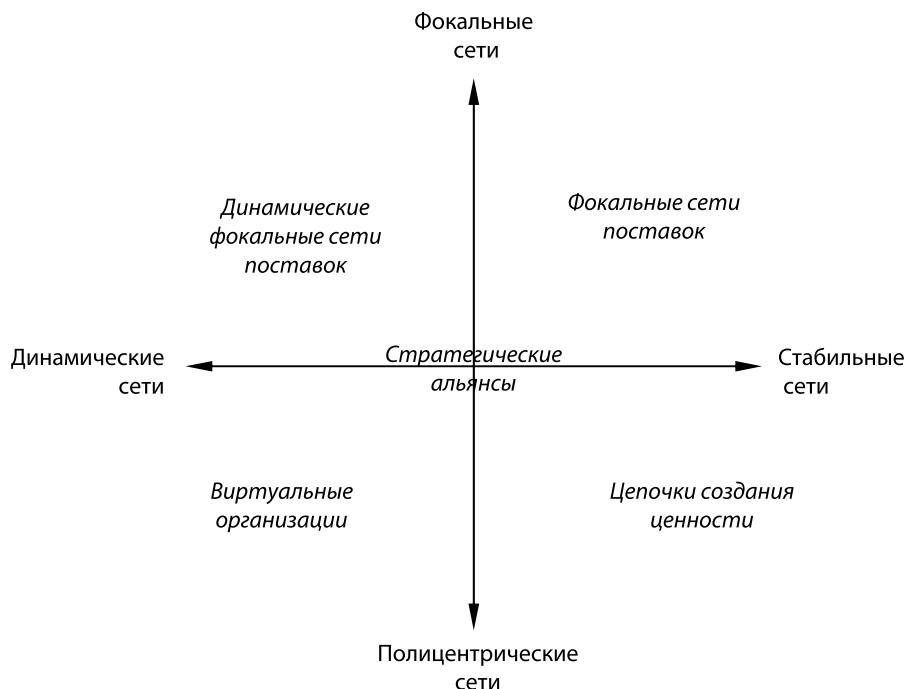 Фокальные
сети
Динамические
фокальные сети
поставок
Фокальные сети
поставок
Динамические
сети
Стратегические
альянсы
Стабильные
сети
Виртуальные
организации
Цепочки создания
ценности
Полицентрические
сети